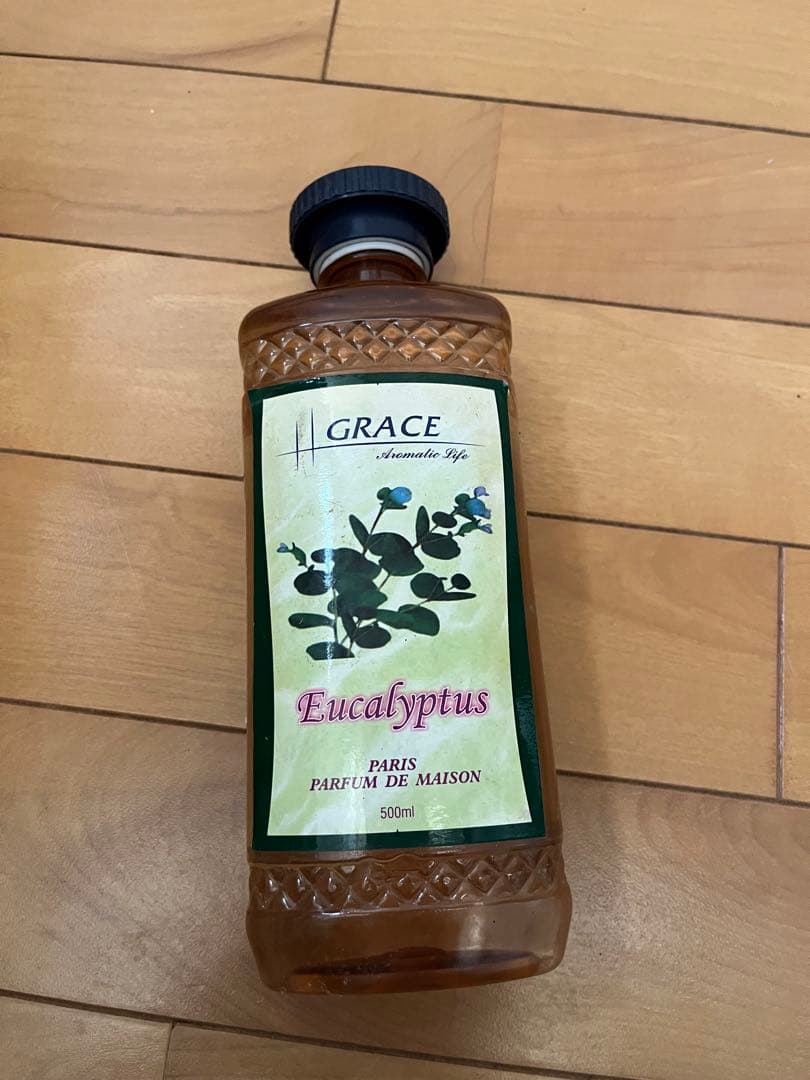 GRACE
Aromatic Life
Eucalyptus
PARIS
PARFUM DE MAISON
500ml